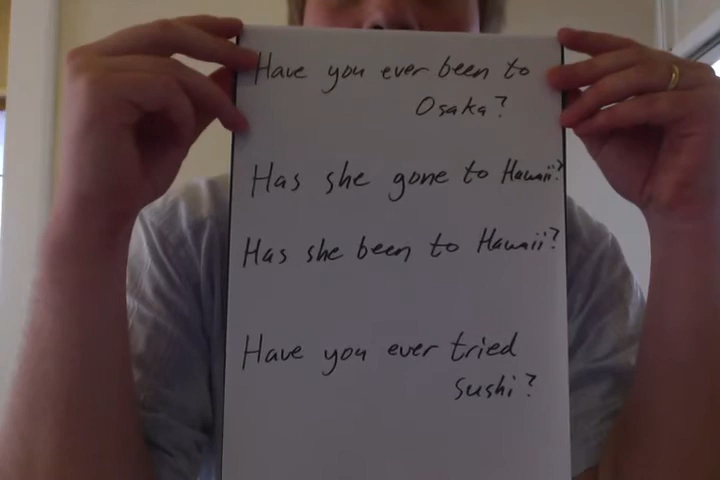 Have you ever been to
Osaka?
Has she gone to Hawaii?
Has she been to Hawaii?
Have you ever tried
sushi?